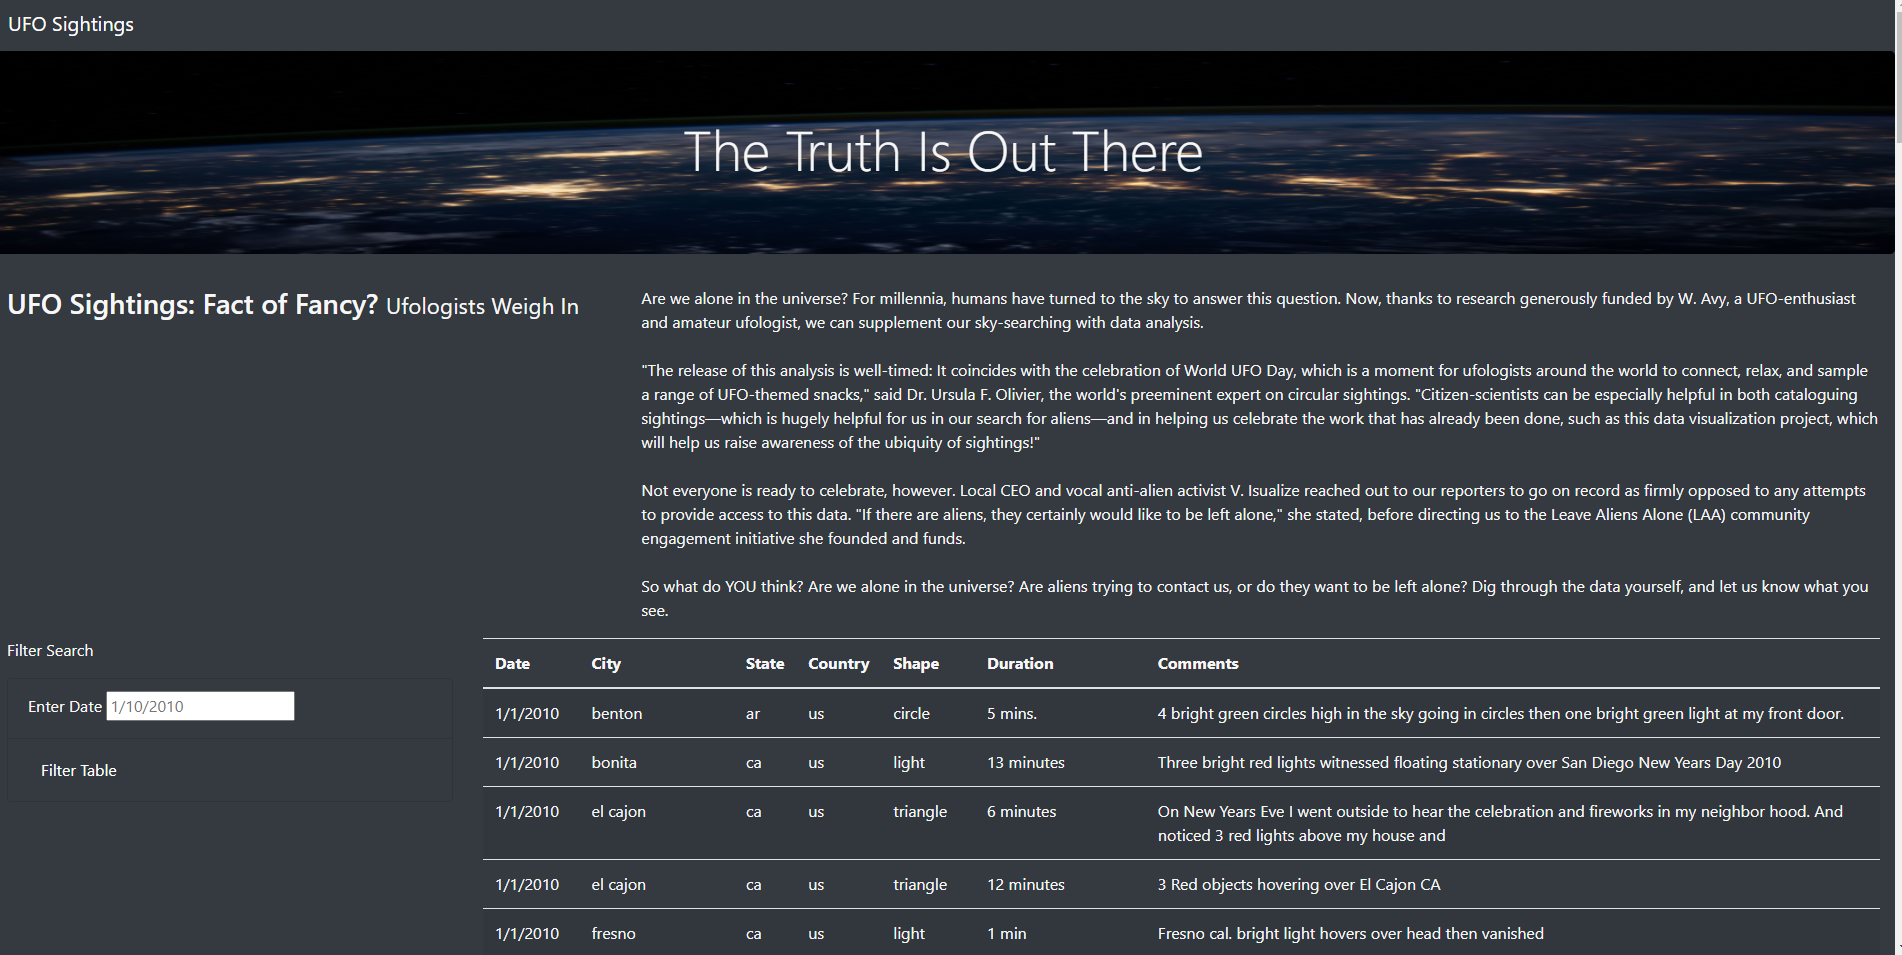 UFO Sightings
The Truth Is Out There
UFO Sightings: Fact of Fancy? Ufologists Weigh In
Are we alone in the universe? For millennia, humans have turned to the sky to answer this question. Now, thanks to research generously funded by W. Avy, a UFO-enthusiast
and amateur ufologist, we can supplement our sky-searching with data analysis.
"The release of this analysis is well-timed: It coincides with the celebration of World UFO Day, which is a moment for ufologists around the world to connect, relax, and sample
a range of UFO-themed snacks," said Dr. Ursula F. Olivier, the world's preeminent expert on circular sightings. "Citizen-scientists can be especially helpful in both cataloguing
sightings—which is hugely helpful for us in our search for aliens—and in helping us celebrate the work that has already been done, such as this data visualization project, which
will help us raise awareness of the ubiquity of sightings!"
Not everyone is ready to celebrate, however. Local CEO and vocal anti-alien activist V. Isualize reached out to our reporters to go on record as firmly opposed to any attempts
to provide access to this data. "If there are aliens, they certainly would like to be left alone," she stated, before directing us to the Leave Aliens Alone (LAA) community
engagement initiative she founded and funds.
So what do YOU think? Are we alone in the universe? Are aliens trying to contact us, or do they want to be left alone? Dig through the data yourself, and let us know what you
see.
Filter Search
Enter Date 1/10/2010
Filter Table
Date City State Country Shape Duration Comments
1/1/2010 benton ar us circle 5 mins. 4 bright green circles high in the sky going in circles then one bright green light at my front door.
1/1/2010 bonita ca us light 13 minutes Three bright red lights witnessed floating stationary over San Diego New Years Day 2010
1/1/2010 el cajon ca us triangle 6 minutes On New Years Eve I went outside to hear the celebration and fireworks in my neighbor hood. And
noticed 3 red lights above my house and
1/1/2010 el cajon ca us triangle 12 minutes 3 Red objects hovering over El Cajon CA
1/1/2010 fresno ca us light 1 min Fresno cal. bright light hovers over head then vanished